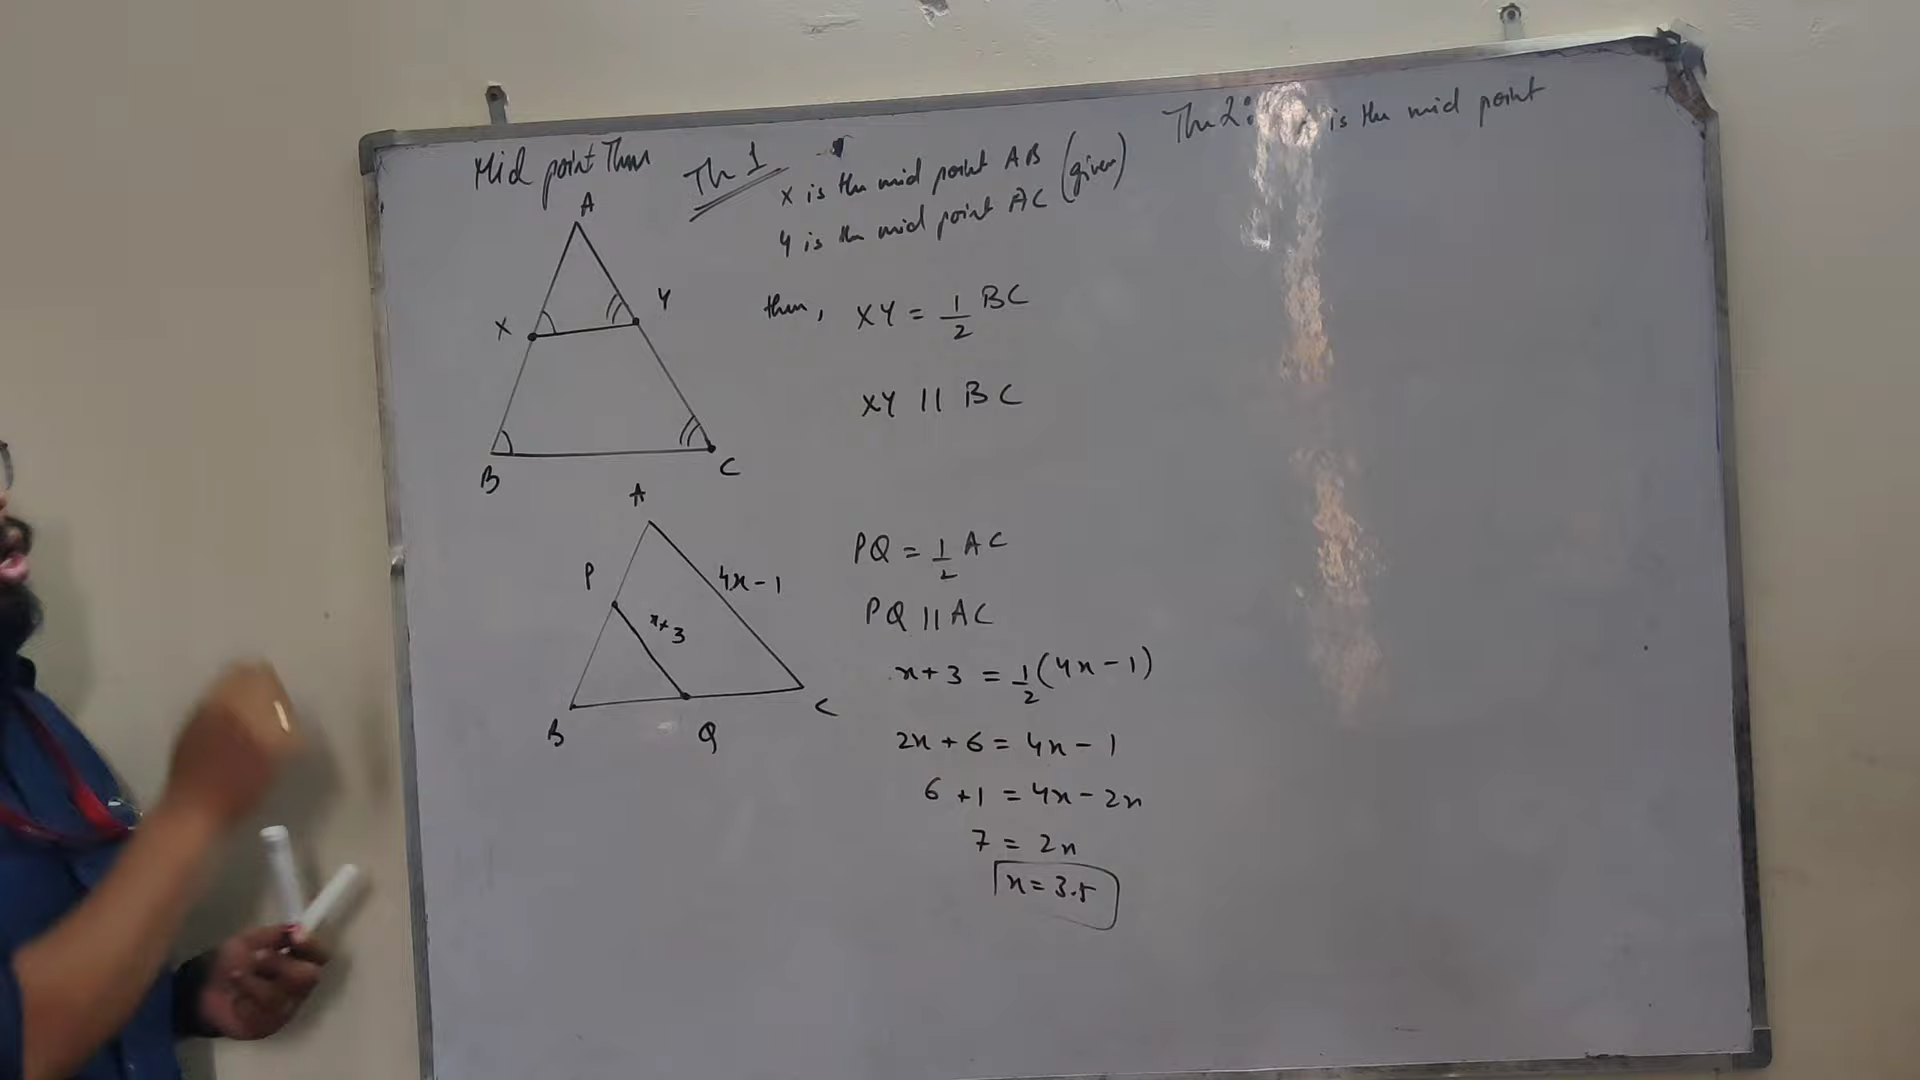 Mid point Thm
Th 1
X is the mid point AB (given)
Y is the mid point AC
then, XY = 1/2 BC
XY || BC
A
X
Y
B
C
PQ = 1/2 AC
PQ || AC
x+3 = 1/2 (4x-1)
2x+6 = 4x-1
6+1 = 4x-2x
7 = 2x
x = 3.5
A
P
4x-1
x+3
B
Q
C
Th 2: is the mid point